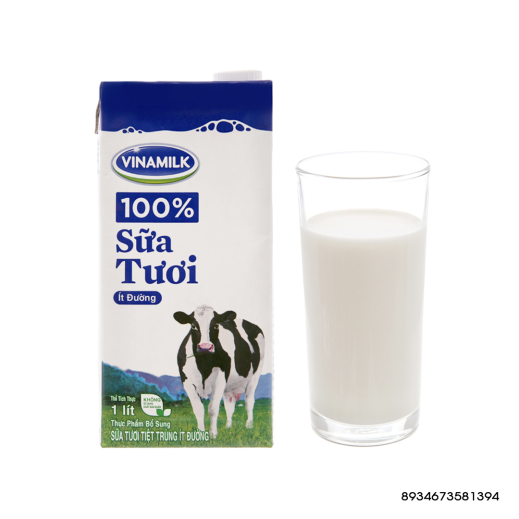 VINAMILK
100%
Sữa
Tươi
Ít Đường
Thể Tích Thực
1 lít
KHÔNG
Thực Phẩm Bổ Sung
SỮA TƯƠI TIỆT TRÙNG ÍT ĐƯỜNG
8934673581394